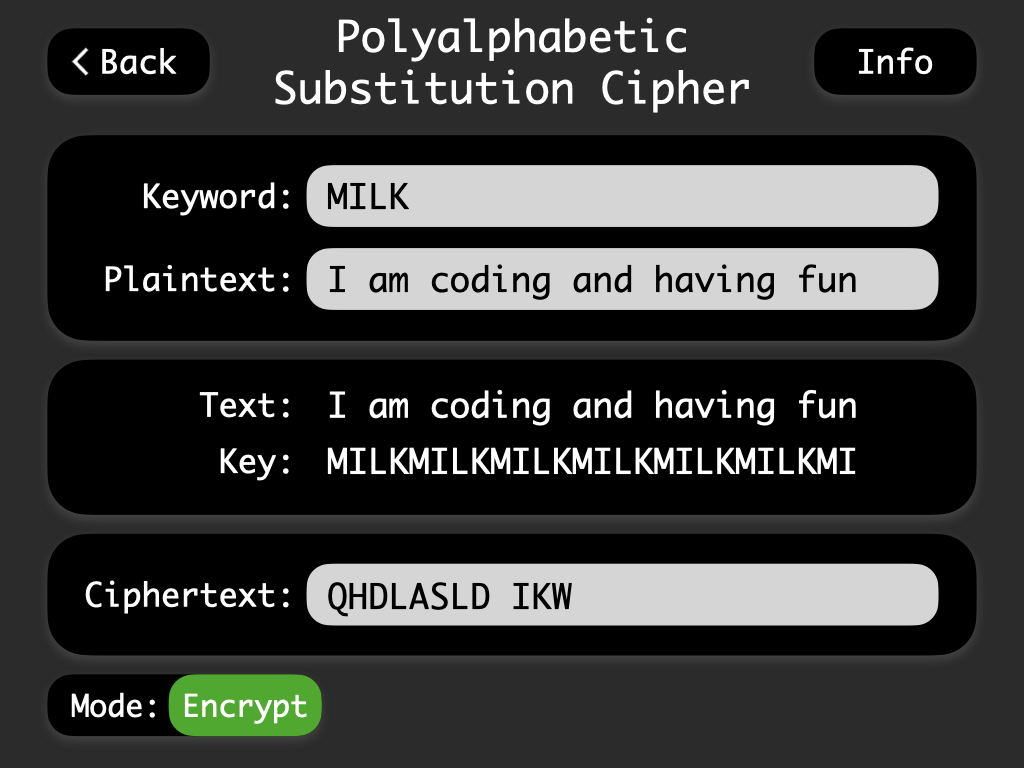 Back
Polyalphabetic
Substitution Cipher
Info
Keyword: MILK
Plaintext: I am coding and having fun
Text: I am coding and having fun
Key: MILKMILKMILKMILKMILKMILKMI
Ciphertext: QHDLASLD IKW
Mode: Encrypt